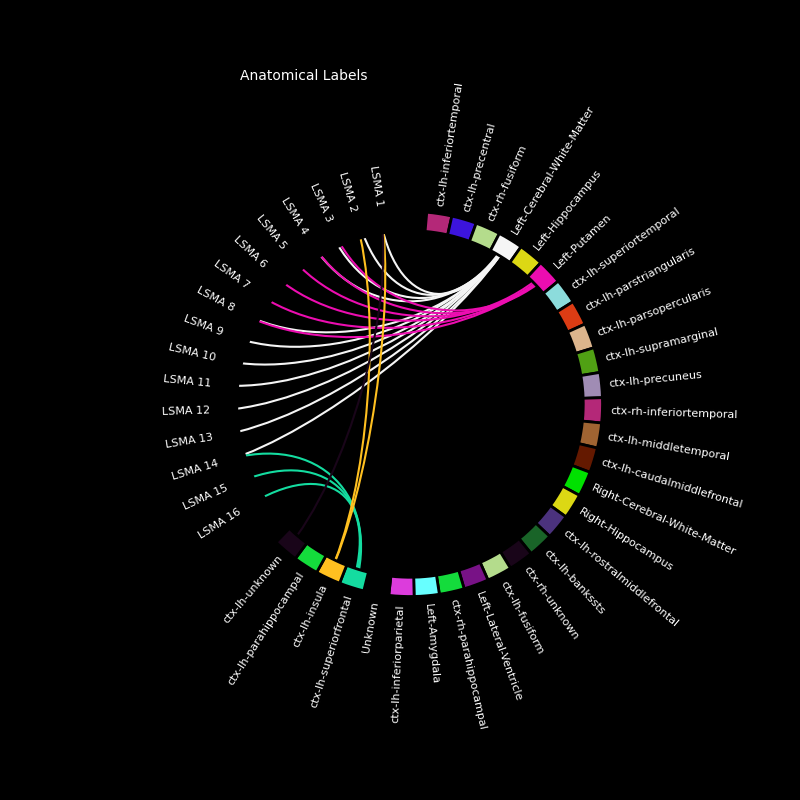 Anatomical Labels
LSMA 1
LSMA 2
LSMA 3
LSMA 4
LSMA 5
LSMA 6
LSMA 7
LSMA 8
LSMA 9
LSMA 10
LSMA 11
LSMA 12
LSMA 13
LSMA 14
LSMA 15
LSMA 16
ctx-lh-unknown
ctx-lh-parahippocampal
ctx-lh-insula
ctx-lh-superiorfrontal
Unknown
ctx-lh-inferiorparietal
Left-Amygdala
ctx-rh-parahippocampal
Left-Lateral-Ventricle
ctx-lh-fusiform
ctx-rh-unknown
ctx-lh-bankssts
ctx-lh-rostralmiddlefrontal
Right-Hippocampus
Right-Cerebral-White-Matter
ctx-lh-caudalmiddlefrontal
ctx-lh-middletemporal
ctx-rh-inferiortemporal
ctx-lh-precuneus
ctx-lh-supramarginal
ctx-lh-parsopercularis
ctx-lh-parstriangularis
ctx-lh-superiortemporal
Left-Putamen
Left-Hippocampus
Left-Cerebral-White-Matter
ctx-rh-fusiform
ctx-lh-precentral
ctx-lh-inferiortemporal